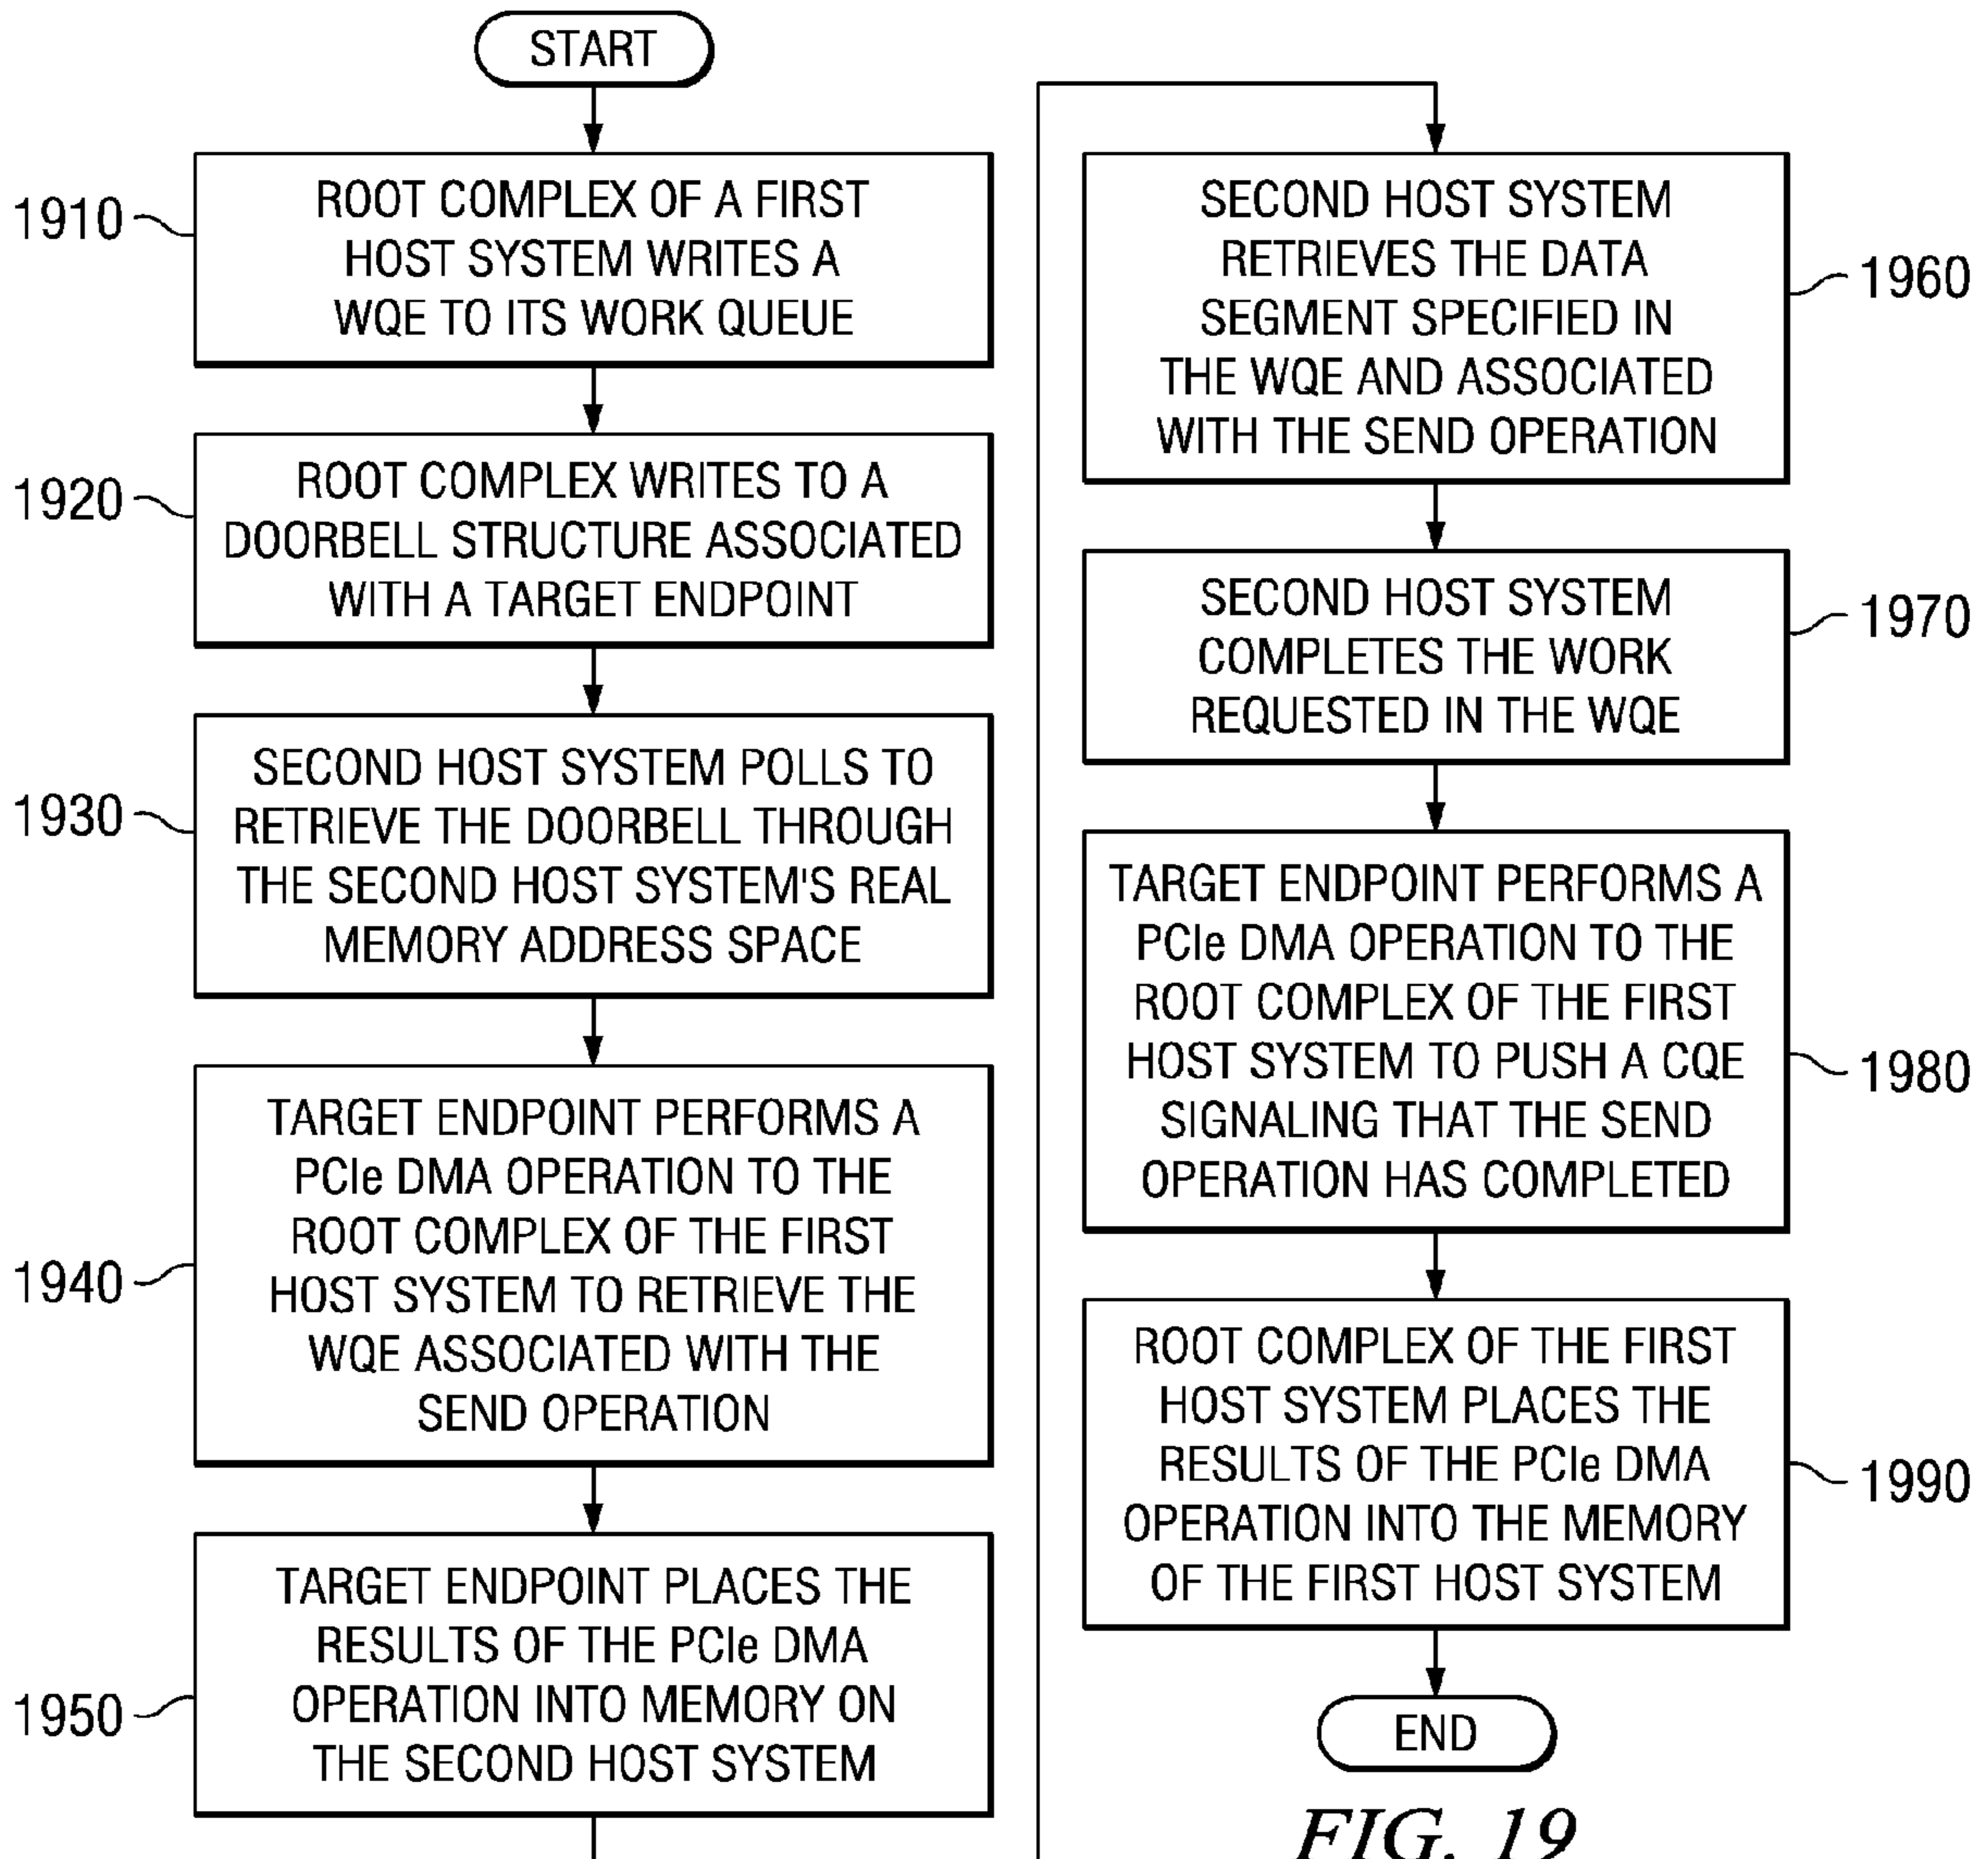 START
1910
ROOT COMPLEX OF A FIRST
HOST SYSTEM WRITES A
WQE TO ITS WORK QUEUE
1920
ROOT COMPLEX WRITES TO A
DOORBELL STRUCTURE ASSOCIATED
WITH A TARGET ENDPOINT
1930
SECOND HOST SYSTEM POLLS TO
RETRIEVE THE DOORBELL THROUGH
THE SECOND HOST SYSTEM'S REAL
MEMORY ADDRESS SPACE
1940
TARGET ENDPOINT PERFORMS A
PCIe DMA OPERATION TO THE
ROOT COMPLEX OF THE FIRST
HOST SYSTEM TO RETRIEVE THE
WQE ASSOCIATED WITH THE
SEND OPERATION
1950
TARGET ENDPOINT PLACES THE
RESULTS OF THE PCIe DMA
OPERATION INTO MEMORY ON
THE SECOND HOST SYSTEM
SECOND HOST SYSTEM
RETRIEVES THE DATA
SEGMENT SPECIFIED IN
THE WQE AND ASSOCIATED
WITH THE SEND OPERATION
1960
SECOND HOST SYSTEM
COMPLETES THE WORK
REQUESTED IN THE WQE
1970
TARGET ENDPOINT PERFORMS A
PCIe DMA OPERATION TO THE
ROOT COMPLEX OF THE FIRST
HOST SYSTEM TO PUSH A CQE
SIGNALING THAT THE SEND
OPERATION HAS COMPLETED
1980
ROOT COMPLEX OF THE FIRST
HOST SYSTEM PLACES THE
RESULTS OF THE PCIe DMA
OPERATION INTO THE MEMORY
OF THE FIRST HOST SYSTEM
1990
END
FIG. 19